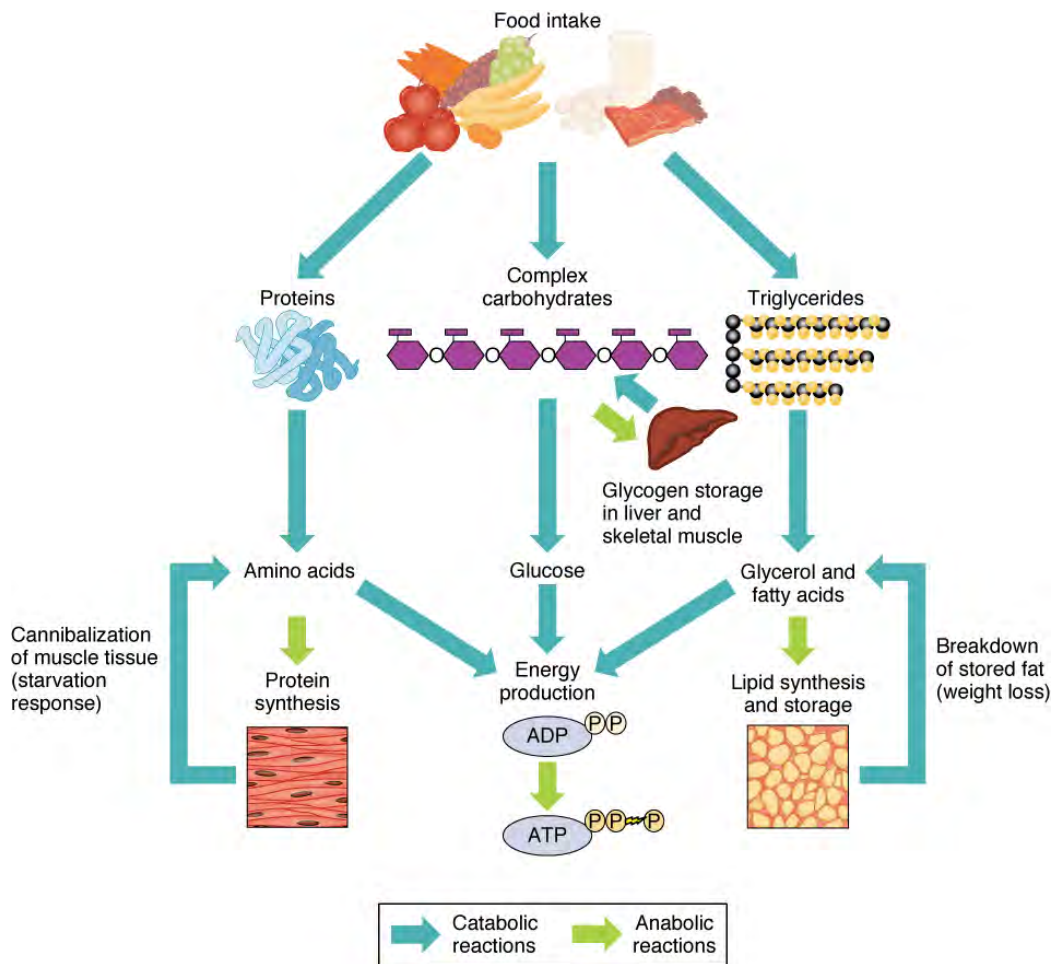 Food intake
Proteins
Complex
carbohydrates
Triglycerides
O O O O O
Glycogen storage
in liver and
skeletal muscle
Amino acids
Glucose
Glycerol and
fatty acids
Cannibalization
of muscle tissue
(starvation
response)
Protein
synthesis
Energy
production
Lipid synthesis
and storage
Breakdown
of stored fat
(weight loss)
ADP P P
ATP P P P
Catabolic
reactions
Anabolic
reactions